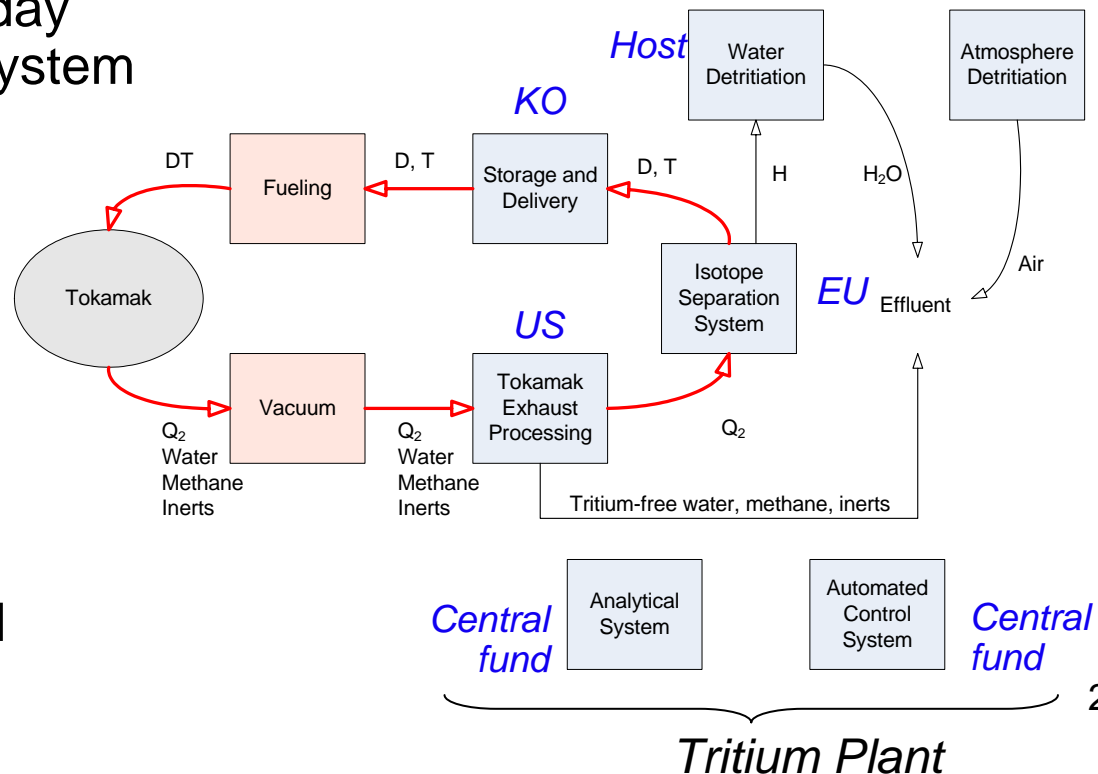 day
ystem
Host
Water
Detritiation
Atmosphere
Detritiation
KO
DT
Fueling
D, T
Storage and
Delivery
D, T
H
H₂O
Air
Tokamak
Isotope
Separation
System
EU
Effluent
US
Vacuum
Tokamak
Exhaust
Processing
Q₂
Water
Methane
Inerts
Q₂
Water
Methane
Inerts
Q₂
Tritium-free water, methane, inerts
Central
fund
Analytical
System
Automated
Control
System
Central
fund
2
Tritium Plant